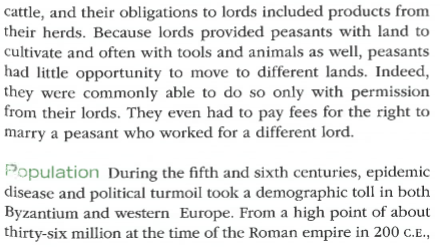 cattle, and their obligations to lords included products from
their herds. Because lords provided peasants with land to
cultivate and often with tools and animals as well, peasants
had little opportunity to move to different lands. Indeed,
they were commonly able to do so only with permission
from their lords. They even had to pay fees for the right to
marry a peasant who worked for a different lord.
Population During the fifth and sixth centuries, epidemic
disease and political turmoil took a demographic toll in both
Byzantium and western Europe. From a high point of about
thirty-six million at the time of the Roman empire in 200 C.E.,